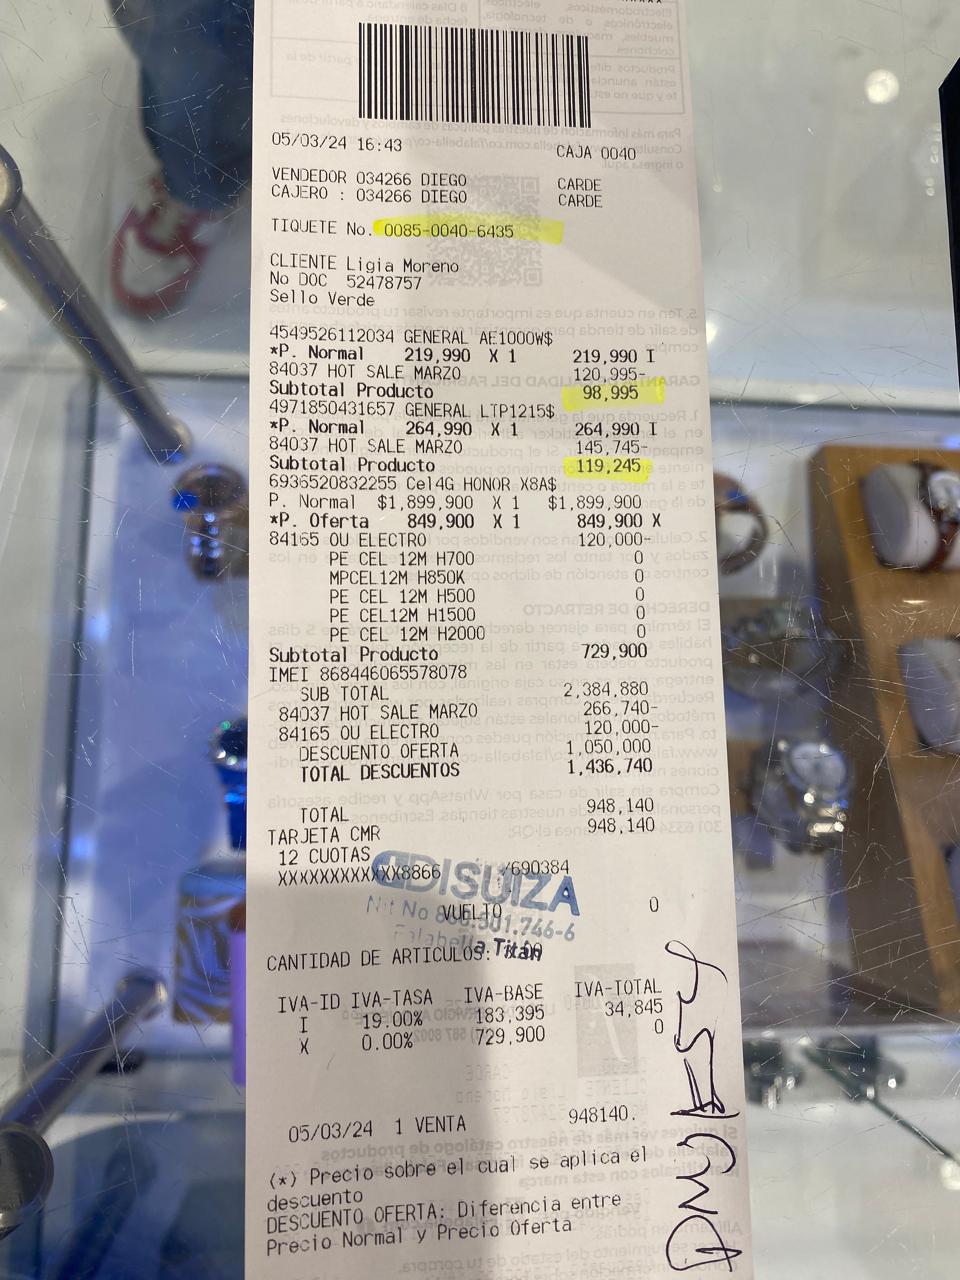 05/03/24 16:43 CAJA 0040
VENDEDOR 034266 DIEGO CARDE
CAJERO : 034266 DIEGO CARDE
TIQUETE No. 0085-0040-6435
CLIENTE Ligia Moreno
No DOC 52478757
Sello Verde
4549526112034 GENERAL AE1000W$
*P. Normal 219,990 X 1 219,990 I
84037 HOT SALE MARZO 120,995-
Subtotal Producto 98,995
4971850431657 GENERAL LTP1215$
*P. Normal 264,990 X 1 264,990 I
84037 HOT SALE MARZO 145,745-
Subtotal Producto 119,245
6936520832255 Cel4G HONOR X8A$
P. Normal $1,899,900 X 1 $1,899,900
*P. Oferta 849,900 X 1 849,900 X
84165 OU ELECTRO 120,000-
PE CEL 12M H700 0
MPCEL12M H850K 0
PE CEL12M H500 0
PE CEL12M H1500 0
PE CEL 12M H2000 0
Subtotal Producto 729,900
IMEI 868446065578078
SUB TOTAL 2,384,880
84037 HOT SALE MARZO 266,740-
84165 OU ELECTRO 120,000-
DESCUENTO OFERTA 1,050,000
TOTAL DESCUENTOS 1,436,740
TOTAL 948,140
TARJETA CMR 948,140
12 CUOTAS
XXXXXXXXXXXX8866 /690384
DISUIZA
VUELTO 0
Nit No 860.501.746-6
Falabella Titán
CANTIDAD DE ARTICULOS:
IVA-ID IVA-TASA IVA-BASE IVA-TOTAL
I 19.00% 183,395 34,845
X 0.00% 729,900 0
05/03/24 1 VENTA 948140.
(*) Precio sobre el cual se aplica el
descuento
DESCUENTO OFERTA: Diferencia entre
Precio Normal y Precio Oferta